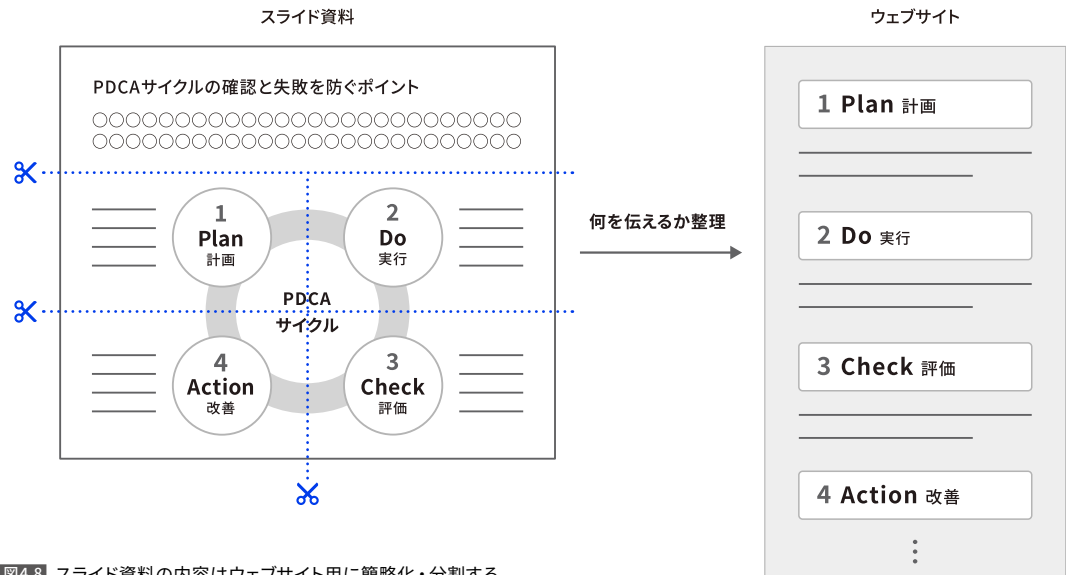 スライド資料
PDCAサイクルの確認と失敗を防ぐポイント
〇〇〇〇〇〇〇〇〇〇〇〇〇〇〇〇〇〇〇〇〇〇〇〇〇〇
〇〇〇〇〇〇〇〇〇〇〇〇〇〇〇〇〇〇〇〇〇〇〇〇〇〇
1
Plan
計画
2
Do
実行
PDCA
サイクル
4
Action
改善
3
Check
評価
何を伝えるか整理
ウェブサイト
1 Plan 計画
2 Do 実行
3 Check 評価
4 Action 改善
図4.8 スライド資料の内容はウェブサイト用に簡略化・分割する